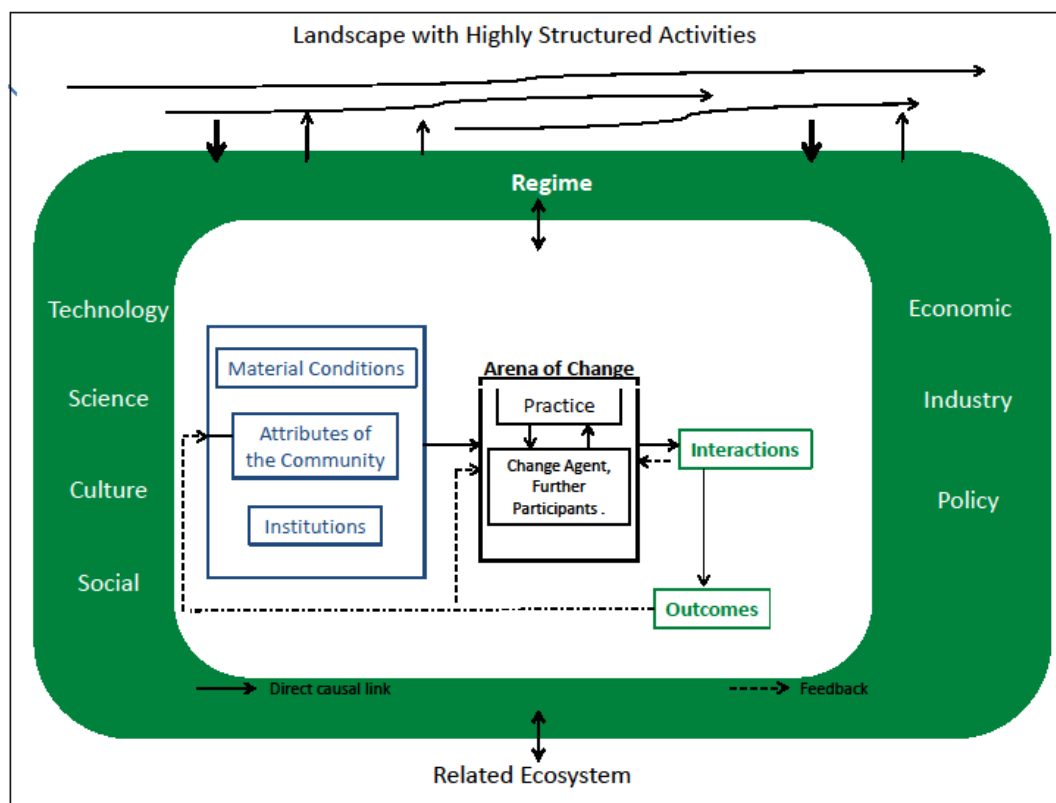 Landscape with Highly Structured Activities
Regime
Technology
Science
Culture
Social
Economic
Industry
Policy
Material Conditions
Attributes of
the Community
Institutions
Arena of Change
Practice
Change Agent,
Further
Participants .
Interactions
Outcomes
Direct causal link
Feedback
Related Ecosystem